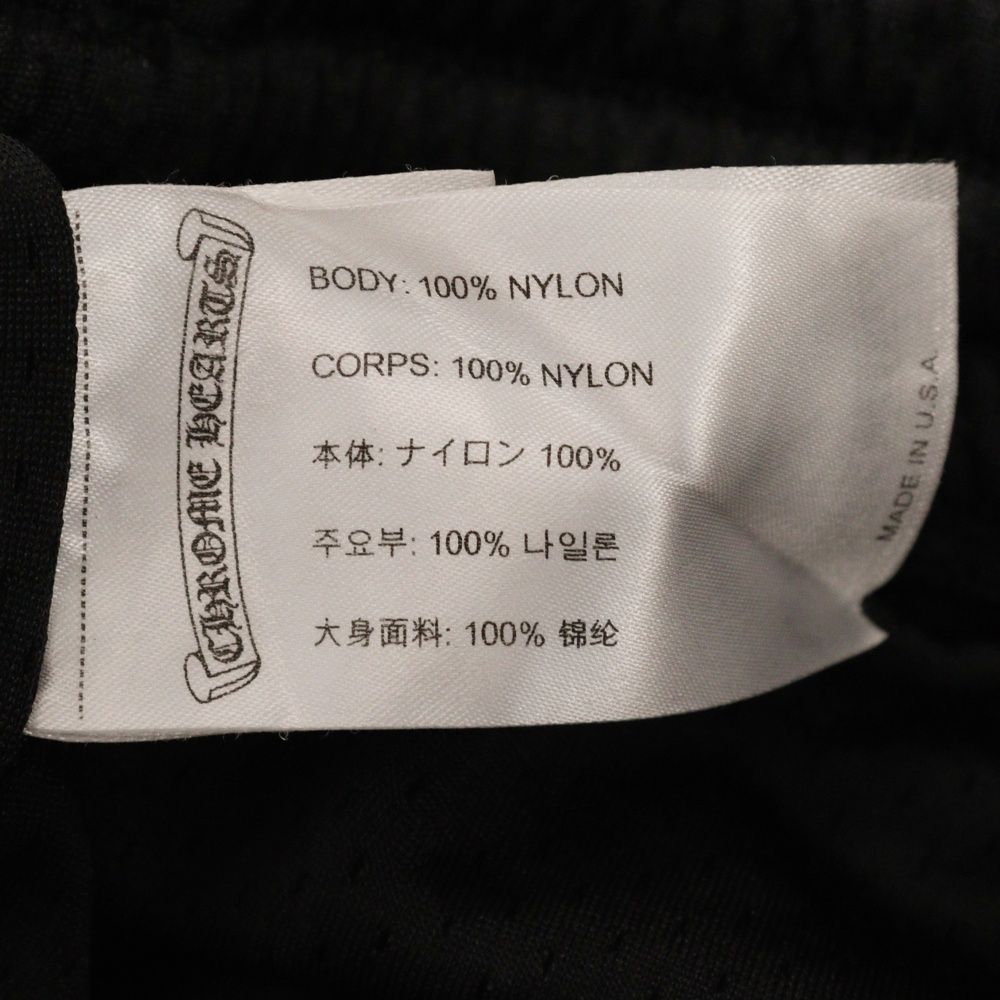 CHROME HEARTS
BODY: 100% NYLON
CORPS: 100% NYLON
本体: ナイロン 100%
주요부: 100% 나일론
大身面料: 100% 锦纶
MADE IN U.S.A